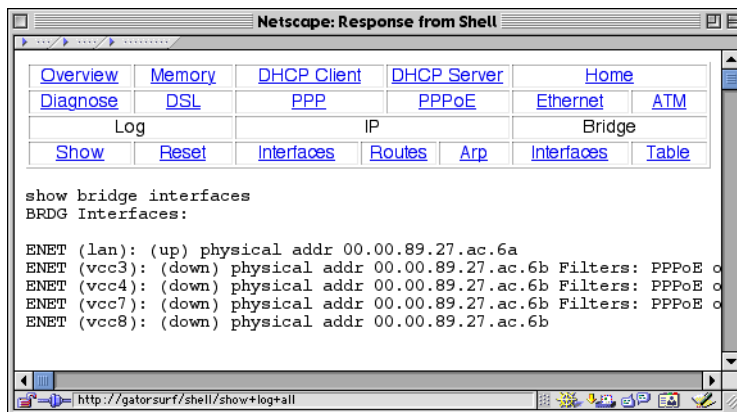 Netscape: Response from Shell
Overview Memory DHCP Client DHCP Server Home
Diagnose DSL PPP PPPoE Ethernet ATM
Log IP Bridge
Show Reset Interfaces Routes Arp Interfaces Table
show bridge interfaces
BRDG Interfaces:
ENET (lan): (up) physical addr 00.00.89.27.ac.6a
ENET (vcc3): (down) physical addr 00.00.89.27.ac.6b Filters: PPPoE o
ENET (vcc4): (down) physical addr 00.00.89.27.ac.6b Filters: PPPoE o
ENET (vcc7): (down) physical addr 00.00.89.27.ac.6b Filters: PPPoE o
ENET (vcc8): (down) physical addr 00.00.89.27.ac.6b
http://gatorsurf/shell/show+log+all